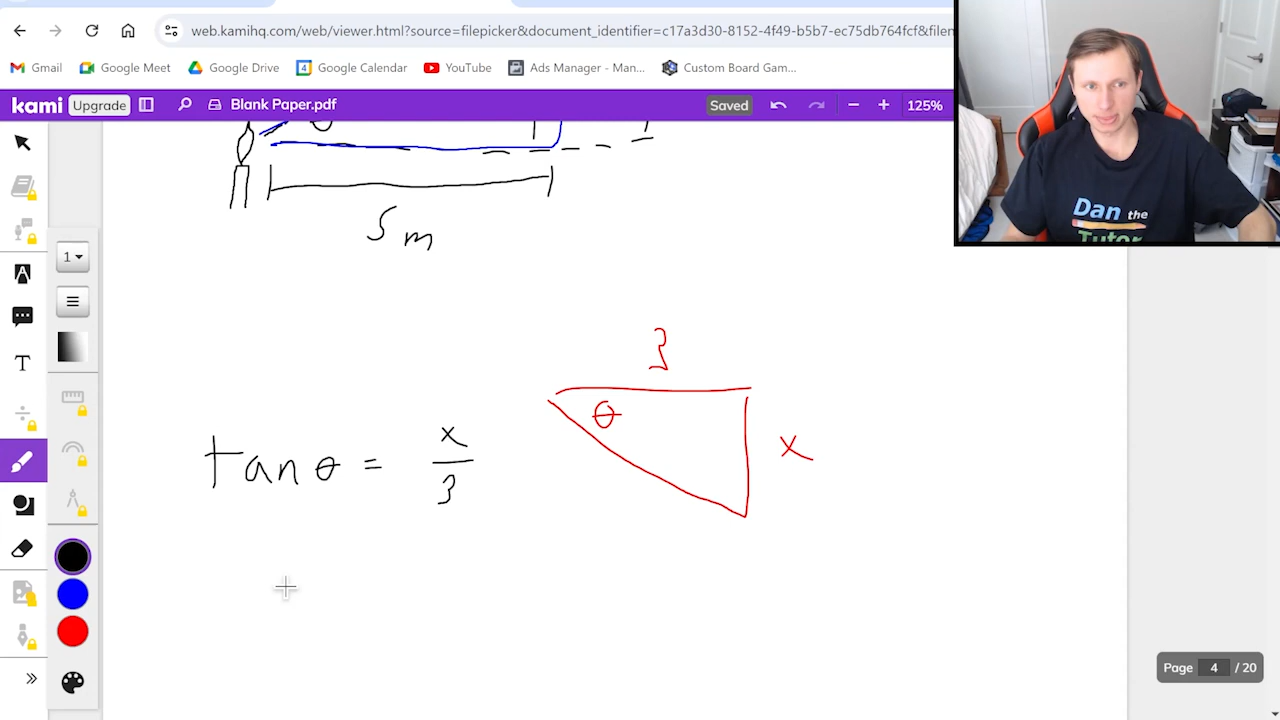 web.kamihq.com/web/viewer.html?source=filepicker&document_identifier=c17a3d30-8152-4f49-b5b7-ec75db764fcf&filen
Gmail Google Meet Google Drive 4 Google Calendar YouTube Ads Manager - Man... Custom Board Gam...
kami Upgrade Blank Paper.pdf Saved 125%
Dan the
Tutor
5 m
1
T
3
θ
x
tan θ = x/3
Page 4 / 20